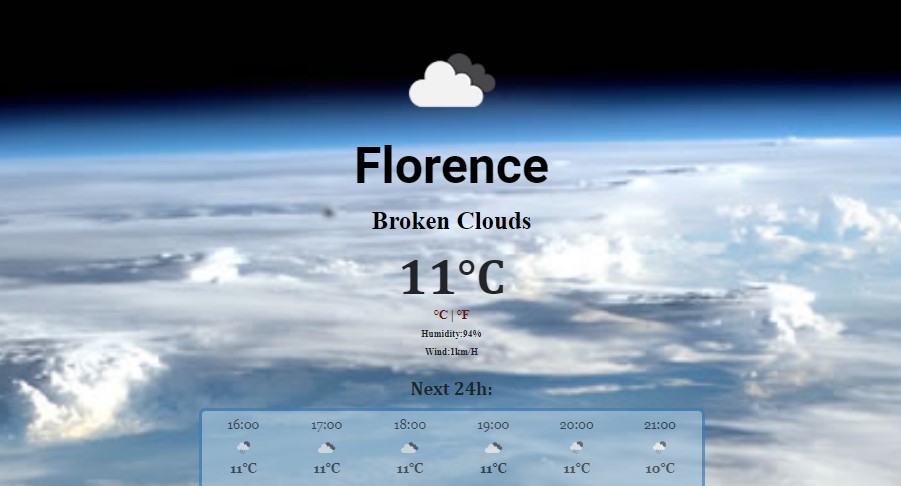 Florence
Broken Clouds
11°C
°C | °F
Humidity:94%
Wind:1km/H
Next 24h:
16:00 17:00 18:00 19:00 20:00 21:00
11°C 11°C 11°C 11°C 11°C 10°C